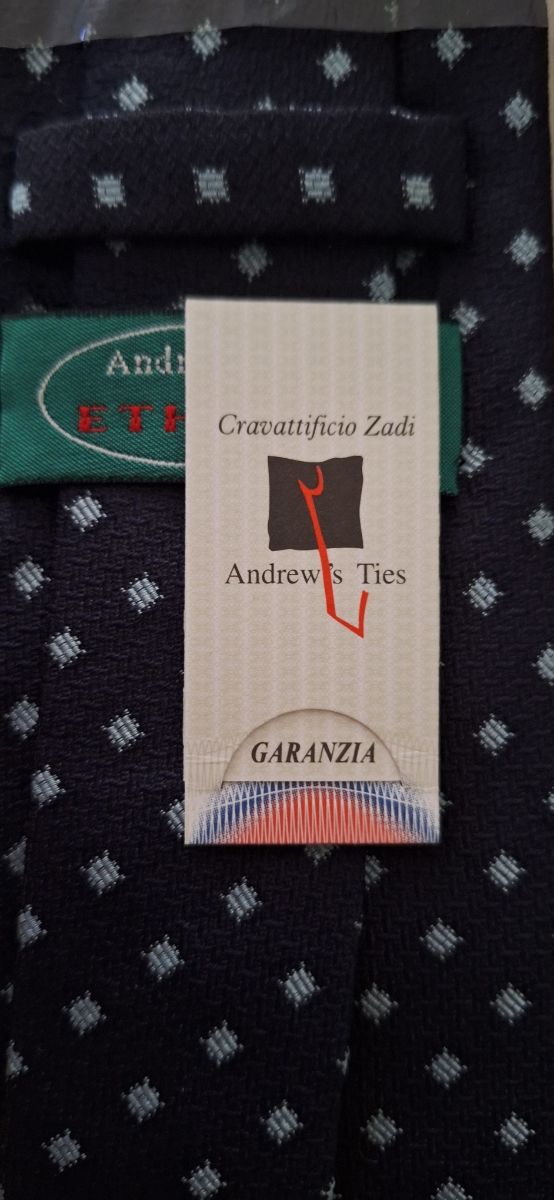 Cravattificio Zadi
Andrew's Ties
GARANZIA